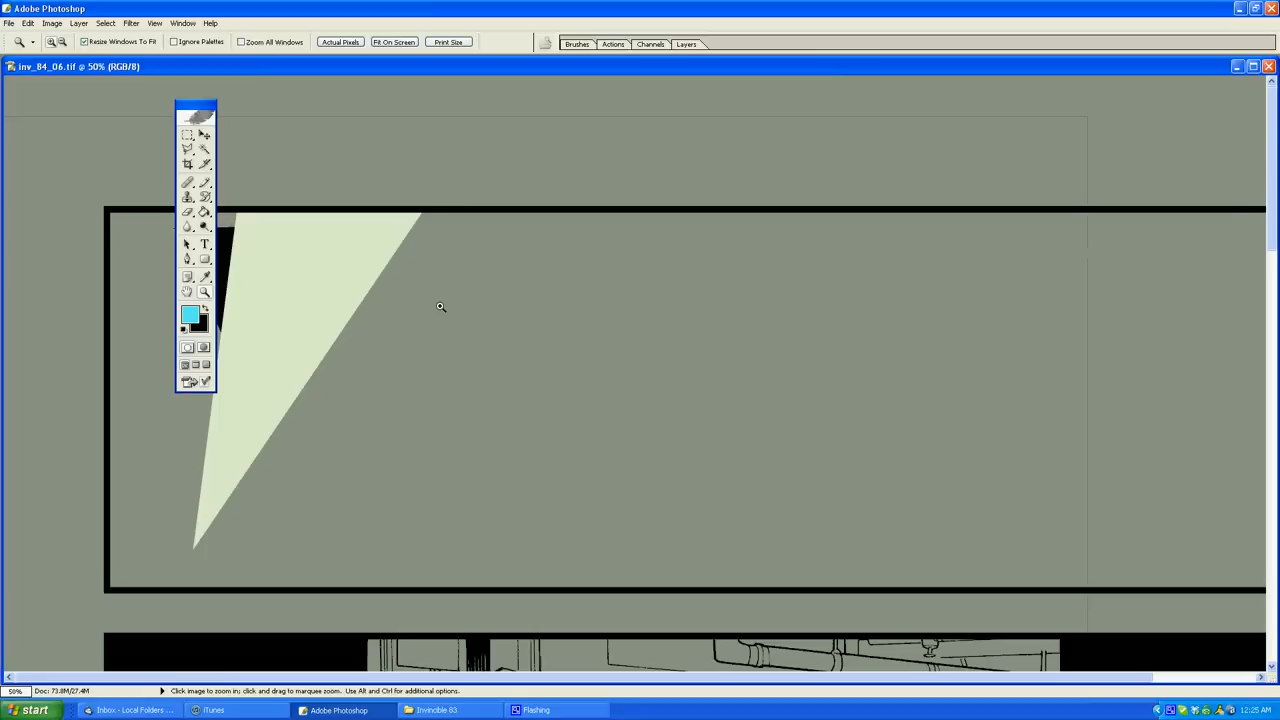 Adobe Photoshop
File Edit Image Layer Select Filter View Window Help
Resize Windows To Fit Ignore Palettes Zoom All Windows Actual Pixels Fit On Screen Print Size Brushes Actions Channels Layers
inv_84_06.tif @ 50% (RGB/8)
T
50% Doc: 73.8M/27.4M Click image to zoom in; click and drag to marquee zoom. Use Alt and Ctrl for additional options.
start Inbox - Local Folders ... iTunes Adobe Photoshop Invincible 83 Flashing 12:25 AM